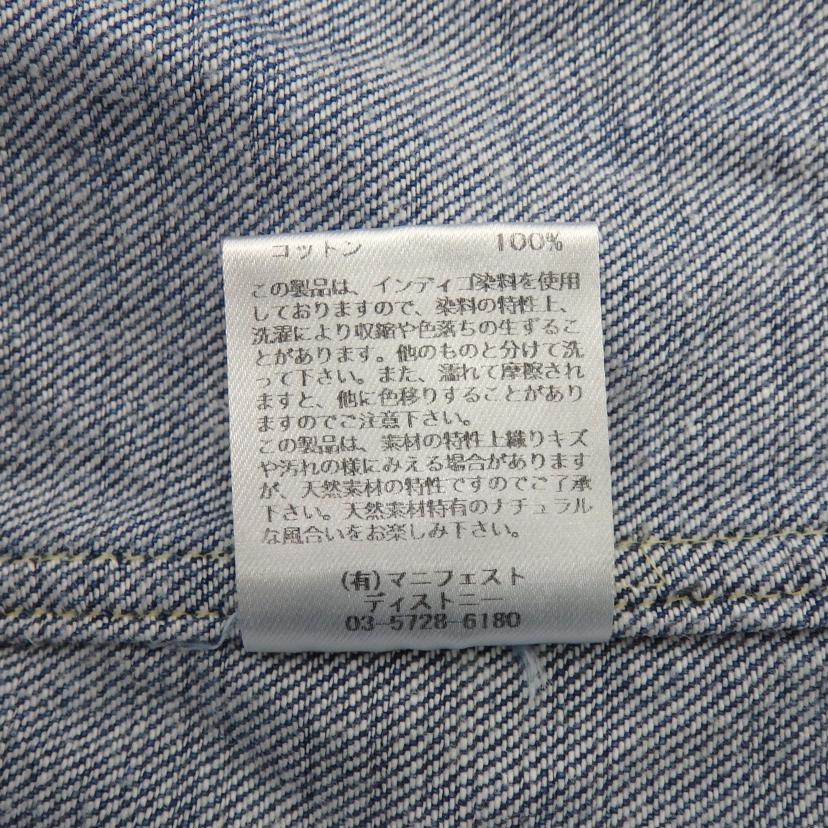 コットン 100%
この製品は、インディゴ染料を使用
しておりますので、染料の特性上、
洗濯により収縮や色落ちの生ずるこ
とがあります。他のものと分けて洗
って下さい。また、濡れて摩擦され
ますと、他に色移りすることがあり
ますのでご注意下さい。
この製品は、素材の特性上織りキズ
や汚れの様にみえる場合があります
が、天然素材の特性ですのでご了承
下さい。天然素材特有のナチュラル
な風合いをお楽しみ下さい。
(有)マニフェスト
ディストニー
03-5728-6180